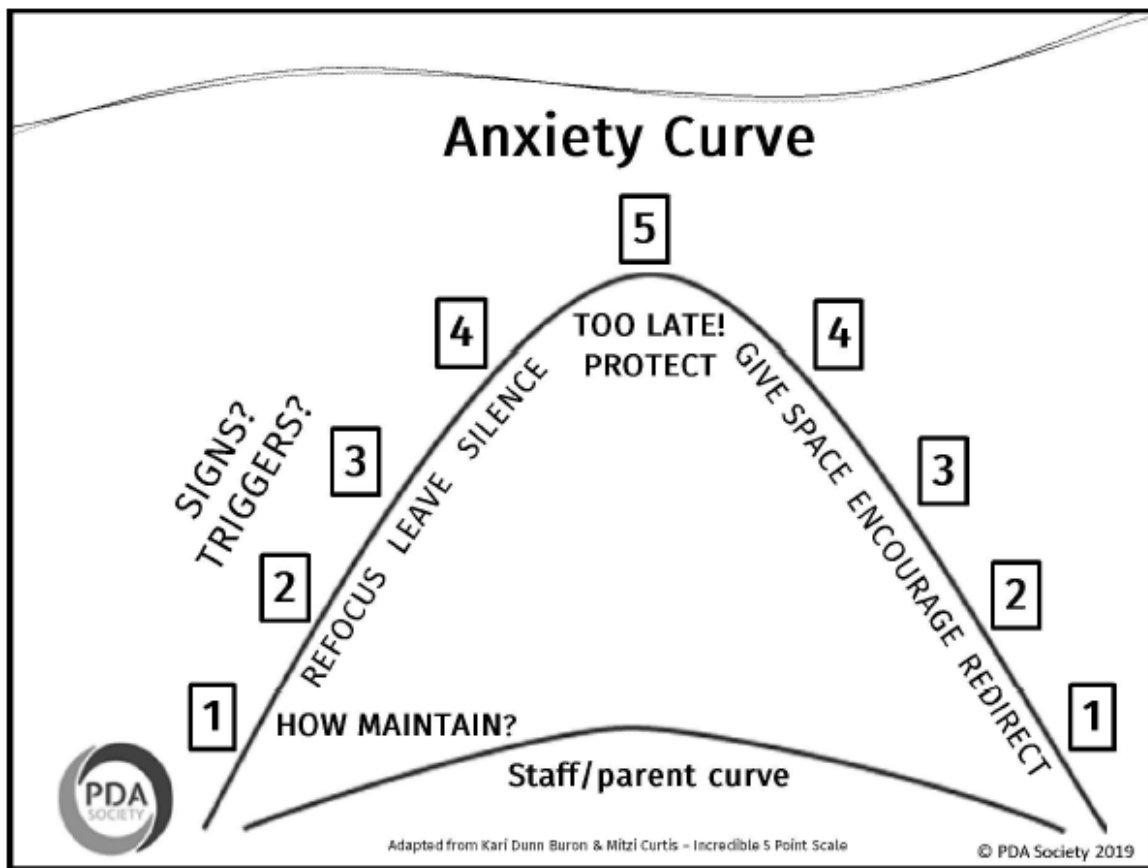 Anxiety Curve
5
4
TOO LATE!
PROTECT
4
SIGNS?
TRIGGERS?
3
3
2
2
1
1
REFOCUS LEAVE SILENCE
GIVE SPACE ENCOURAGE REDIRECT
HOW MAINTAIN?
Staff/parent curve
PDA
SOCIETY
Adapted from Kari Dunn Buron & Mitzi Curtis – Incredible 5 Point Scale
© PDA Society 2019